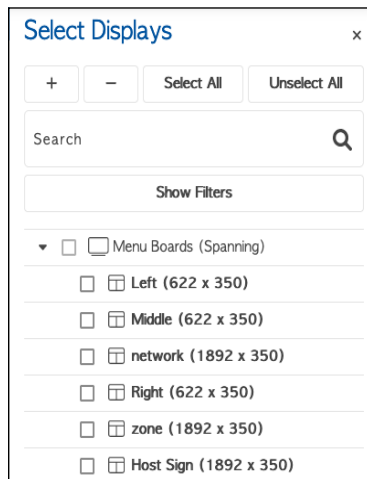 Select Displays x
+ − Select All Unselect All
Search
Show Filters
Menu Boards (Spanning)
Left (622 x 350)
Middle (622 x 350)
network (1892 x 350)
Right (622 x 350)
zone (1892 x 350)
Host Sign (1892 x 350)